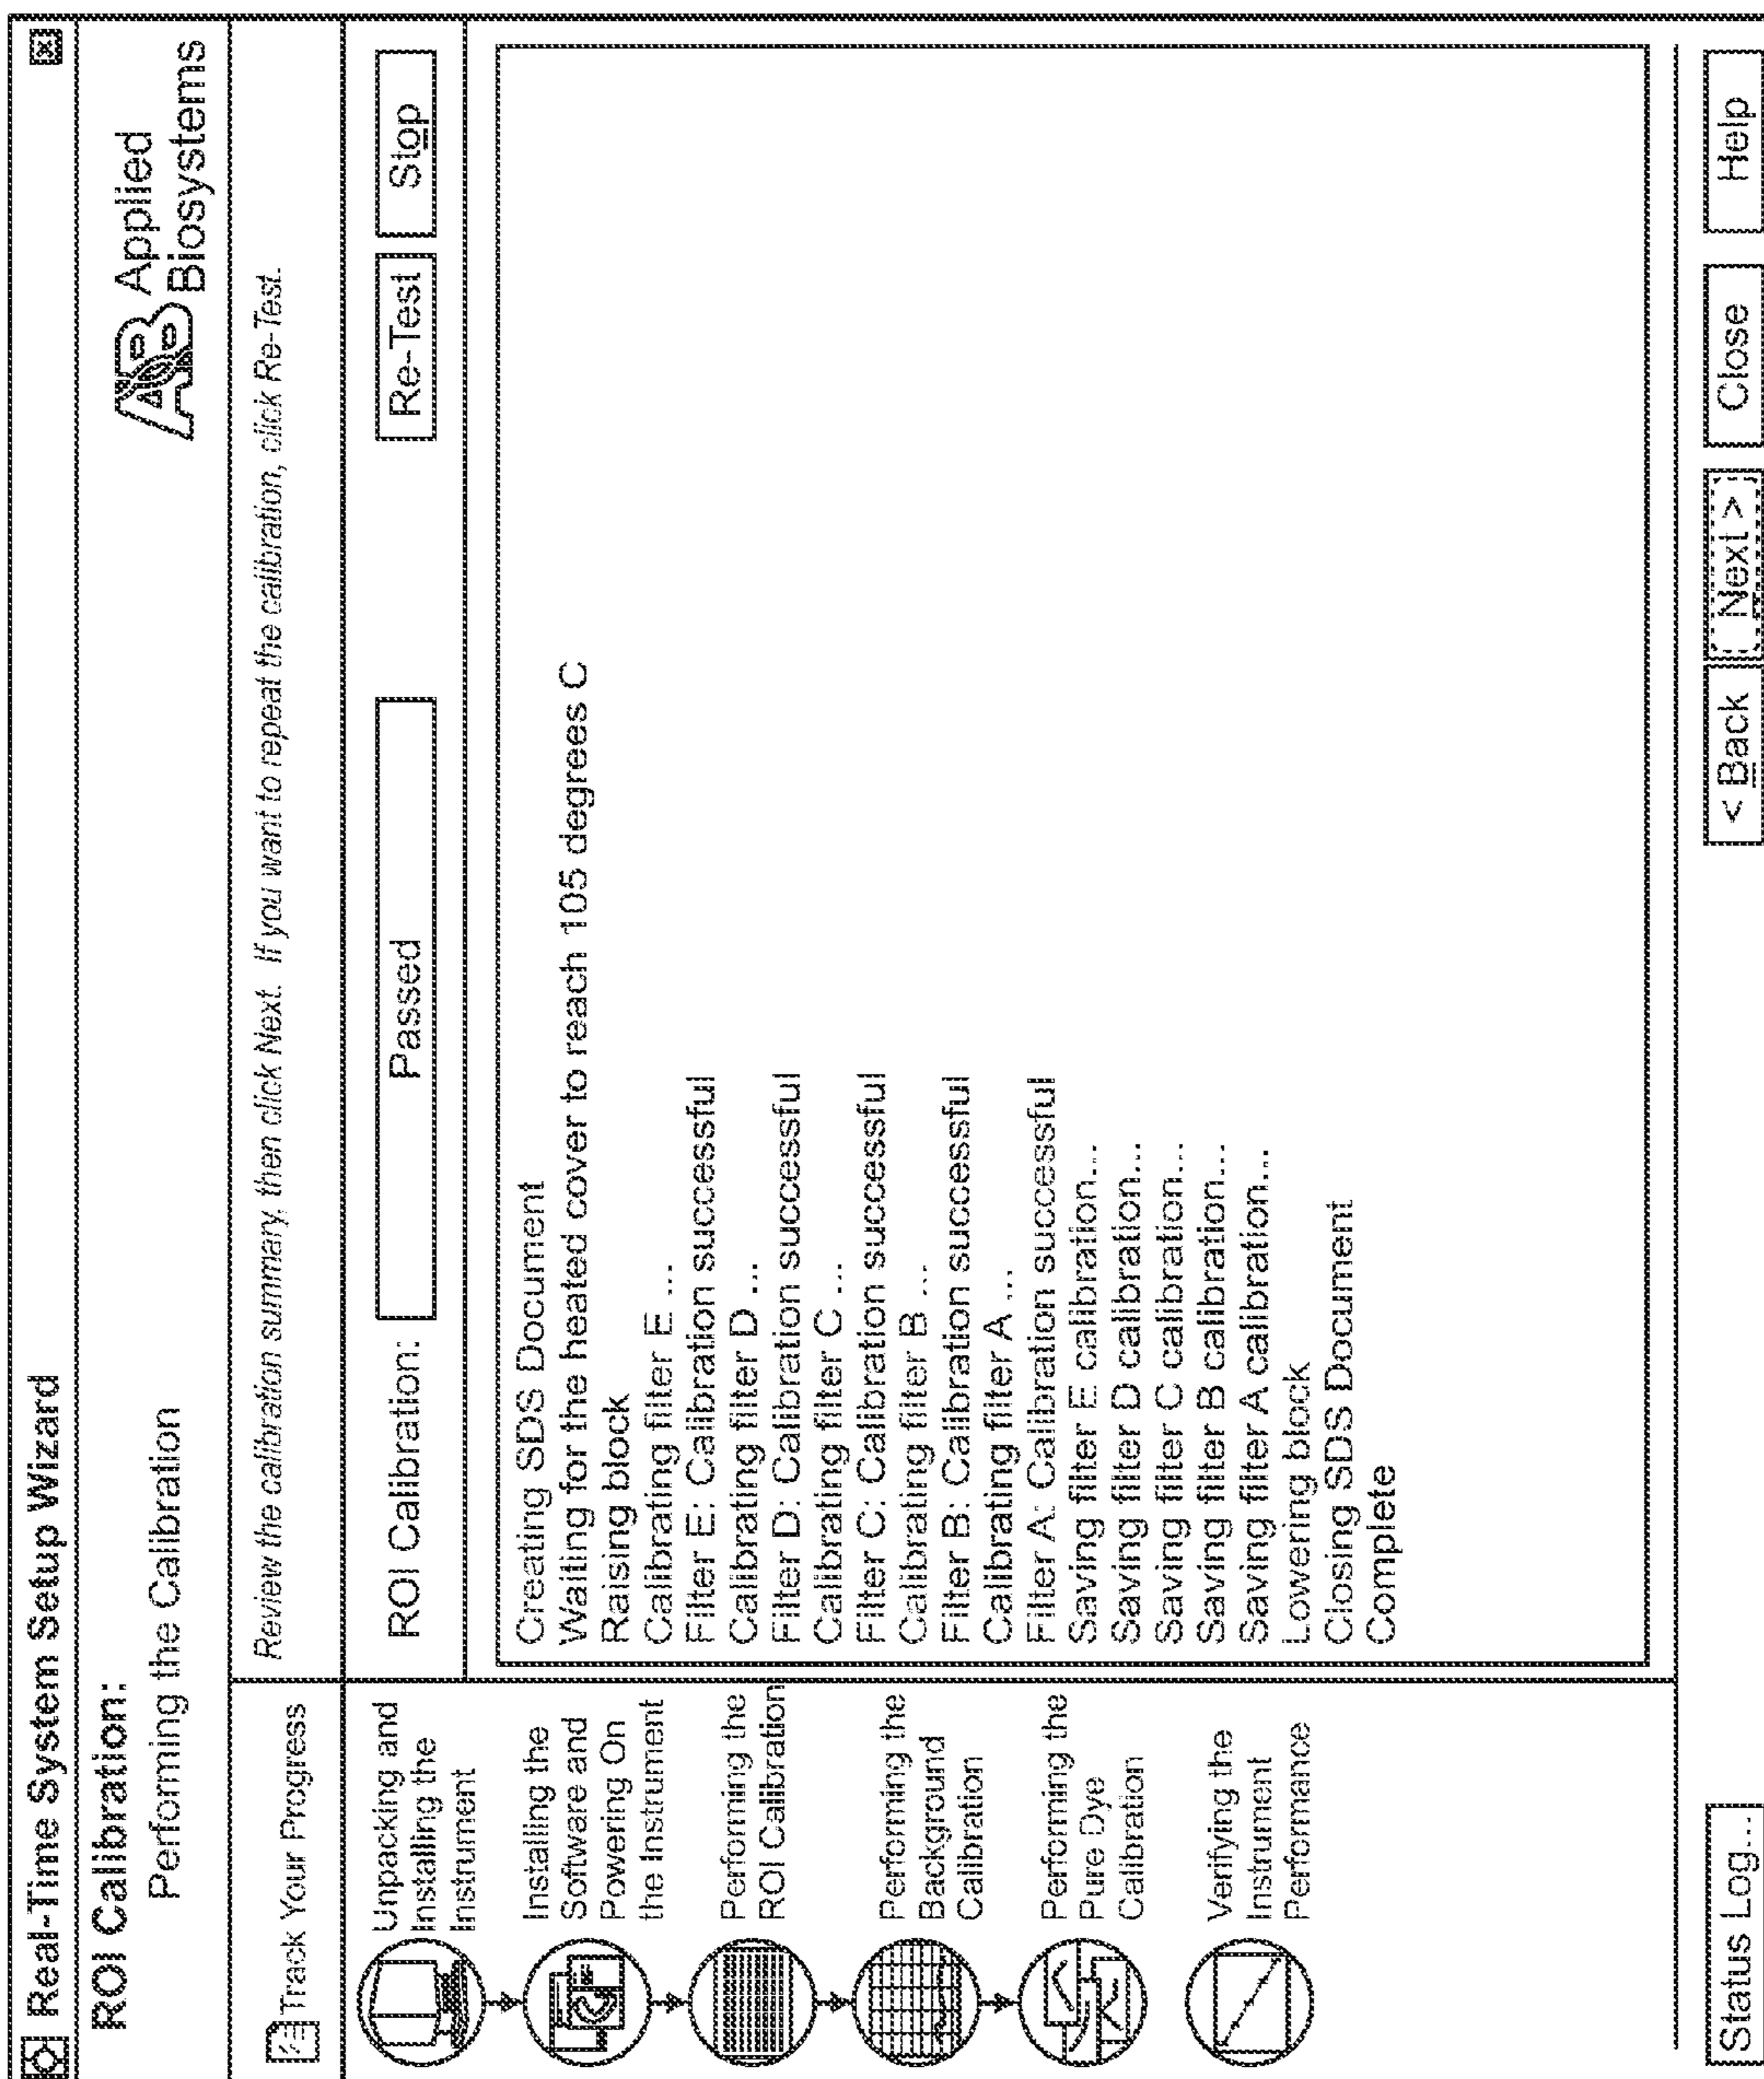 Real-Time System Setup Wizard
ROI Calibration:
Performing the Calibration
AB Applied
Biosystems
Track Your Progress
Review the calibration summary, then click Next. If you want to repeat the calibration, click Re-Test.
Unpacking and
Installing the
Instrument
Installing the
Software and
Powering On
the Instrument
Performing the
ROI Calibration
Performing the
Background
Calibration
Performing the
Pure Dye
Calibration
Verifying the
Instrument
Performance
ROI Calibration: Passed Re-Test Stop
Creating SDS Document
Waiting for the heated cover to reach 105 degrees C
Raising block
Calibrating filter E ...
Filter E: Calibration successful
Calibrating filter D ...
Filter D: Calibration successful
Calibrating filter C ...
Filter C: Calibration successful
Calibrating filter B ...
Filter B: Calibration successful
Calibrating filter A ...
Filter A: Calibration successful
Saving filter E calibration...
Saving filter D calibration...
Saving filter C calibration...
Saving filter B calibration...
Saving filter A calibration...
Lowering block
Closing SDS Document
Complete
Status Log... < Back Next > Close Help